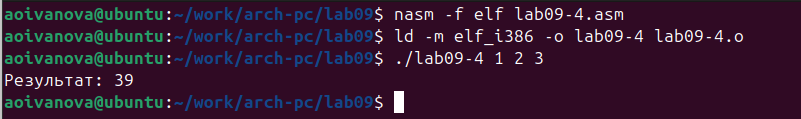 aoivanova@ubuntu:~/work/arch-pc/lab09$ nasm -f elf lab09-4.asm
aoivanova@ubuntu:~/work/arch-pc/lab09$ ld -m elf_i386 -o lab09-4 lab09-4.o
aoivanova@ubuntu:~/work/arch-pc/lab09$ ./lab09-4 1 2 3
Результат: 39
aoivanova@ubuntu:~/work/arch-pc/lab09$